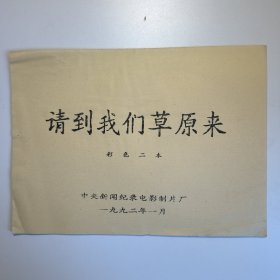 请到我们草原来
彩色二本
中央新闻纪录电影制片厂
一九九二年一月